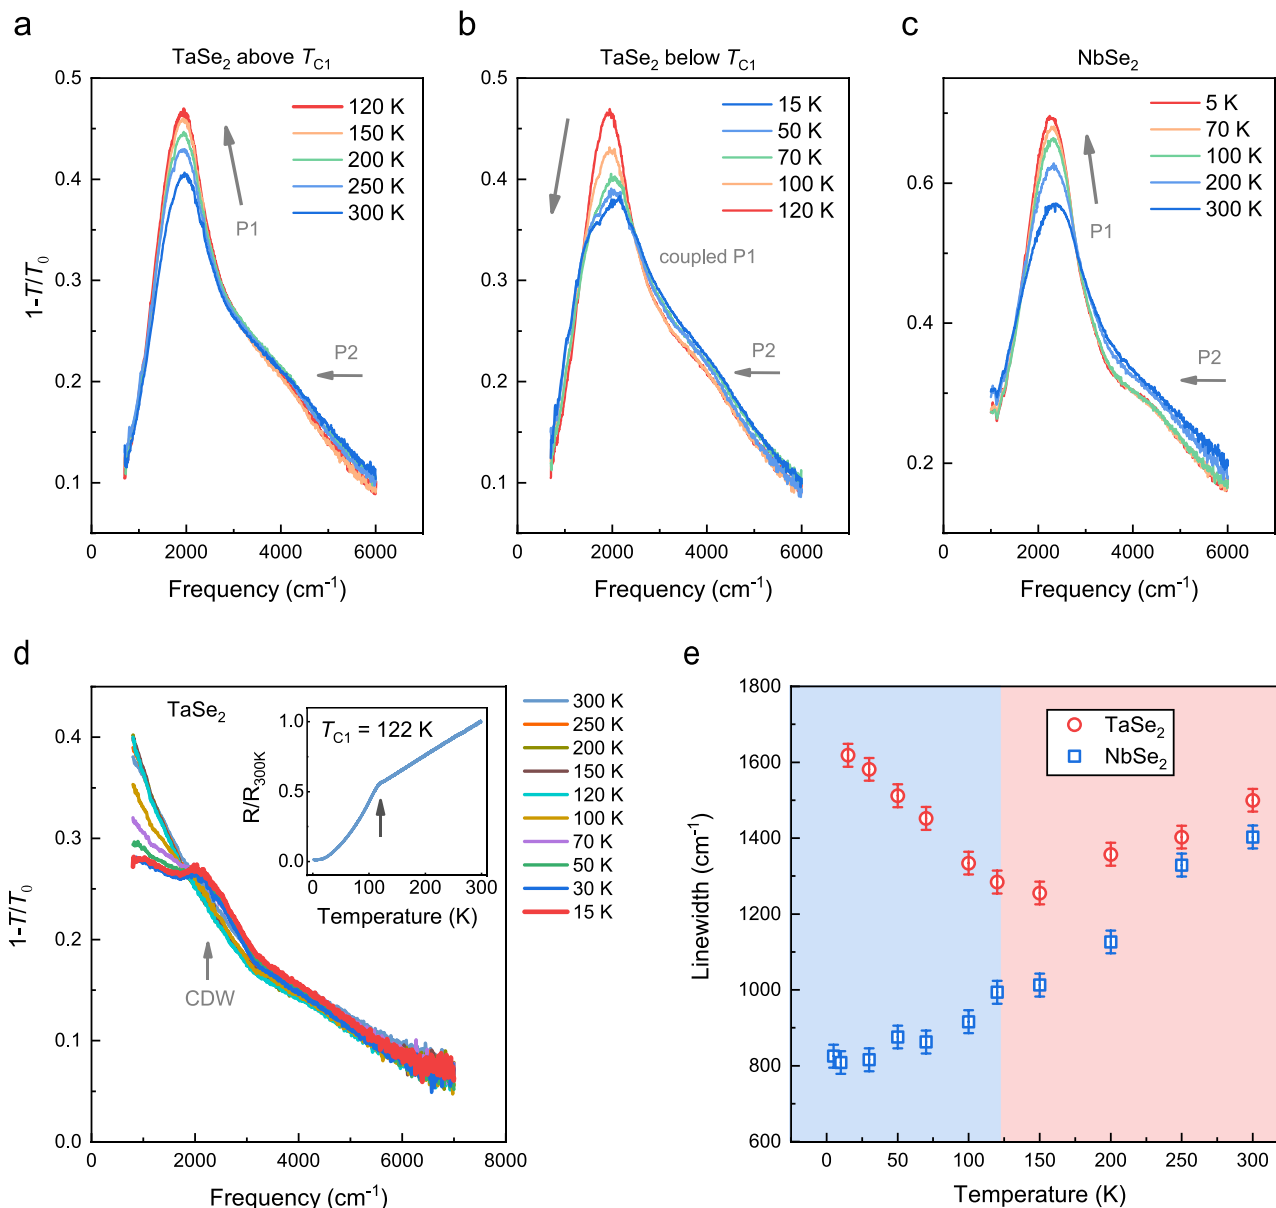 a
TaSe₂ above T_C1
0.5
0.4
0.3
0.2
0.1
1-T/T₀
120 K
150 K
200 K
250 K
300 K
P1
P2
0 2000 4000 6000
Frequency (cm⁻¹)
b
TaSe₂ below T_C1
0.5
0.4
0.3
0.2
0.1
0.0
15 K
50 K
70 K
100 K
120 K
coupled P1
P2
0 2000 4000 6000
Frequency (cm⁻¹)
c
NbSe₂
0.6
0.4
0.2
5 K
70 K
100 K
200 K
300 K
P1
P2
0 2000 4000 6000
Frequency (cm⁻¹)
d
TaSe₂
0.4
0.3
0.2
0.1
0.0
1-T/T₀
CDW
0 2000 4000 6000 8000
Frequency (cm⁻¹)
T_C1 = 122 K
1.0
0.5
0.0
R/R₃₀₀K
0 100 200 300
Temperature (K)
300 K
250 K
200 K
150 K
120 K
100 K
70 K
50 K
30 K
15 K
e
1800
1600
1400
1200
1000
800
600
Linewidth (cm⁻¹)
TaSe₂
NbSe₂
0 50 100 150 200 250 300
Temperature (K)